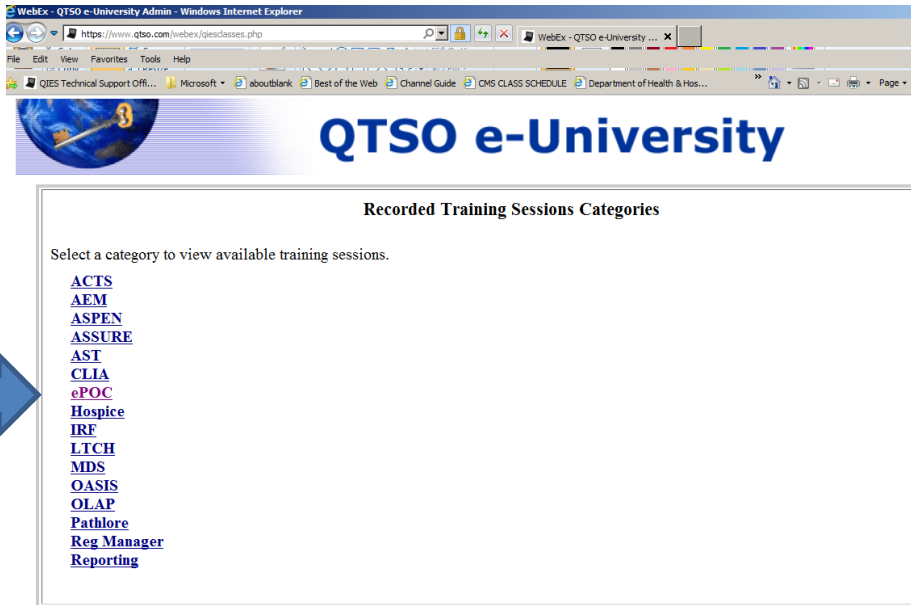 WebEx - QTSO e-University Admin - Windows Internet Explorer
https://www.qtso.com/webex/qiesclasses.php
WebEx - QTSO e-University ...
File Edit View Favorites Tools Help
QIES Technical Support Offi... Microsoft aboutblank Best of the Web Channel Guide CMS CLASS SCHEDULE Department of Health & Hos... Page
QTSO e-University
Recorded Training Sessions Categories
Select a category to view available training sessions.
ACTS
AEM
ASPEN
ASSURE
AST
CLIA
ePOC
Hospice
IRF
LTCH
MDS
OASIS
OLAP
Pathlore
Reg Manager
Reporting